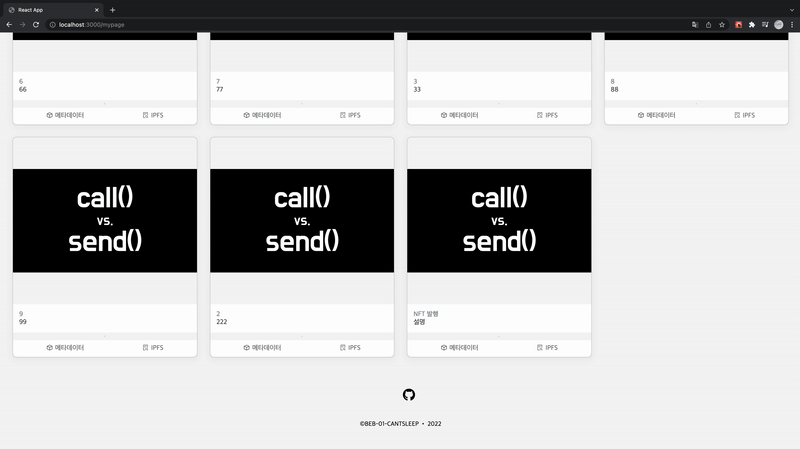 React App
localhost:3000/mypage
6
66
메타데이터
IPFS
7
77
메타데이터
IPFS
3
33
메타데이터
IPFS
8
88
메타데이터
IPFS
call()
vs.
send()
9
99
메타데이터
IPFS
call()
vs.
send()
2
222
메타데이터
IPFS
call()
vs.
send()
NFT 발행
설명
메타데이터
IPFS
©BEB-01-CANTSLEEP • 2022